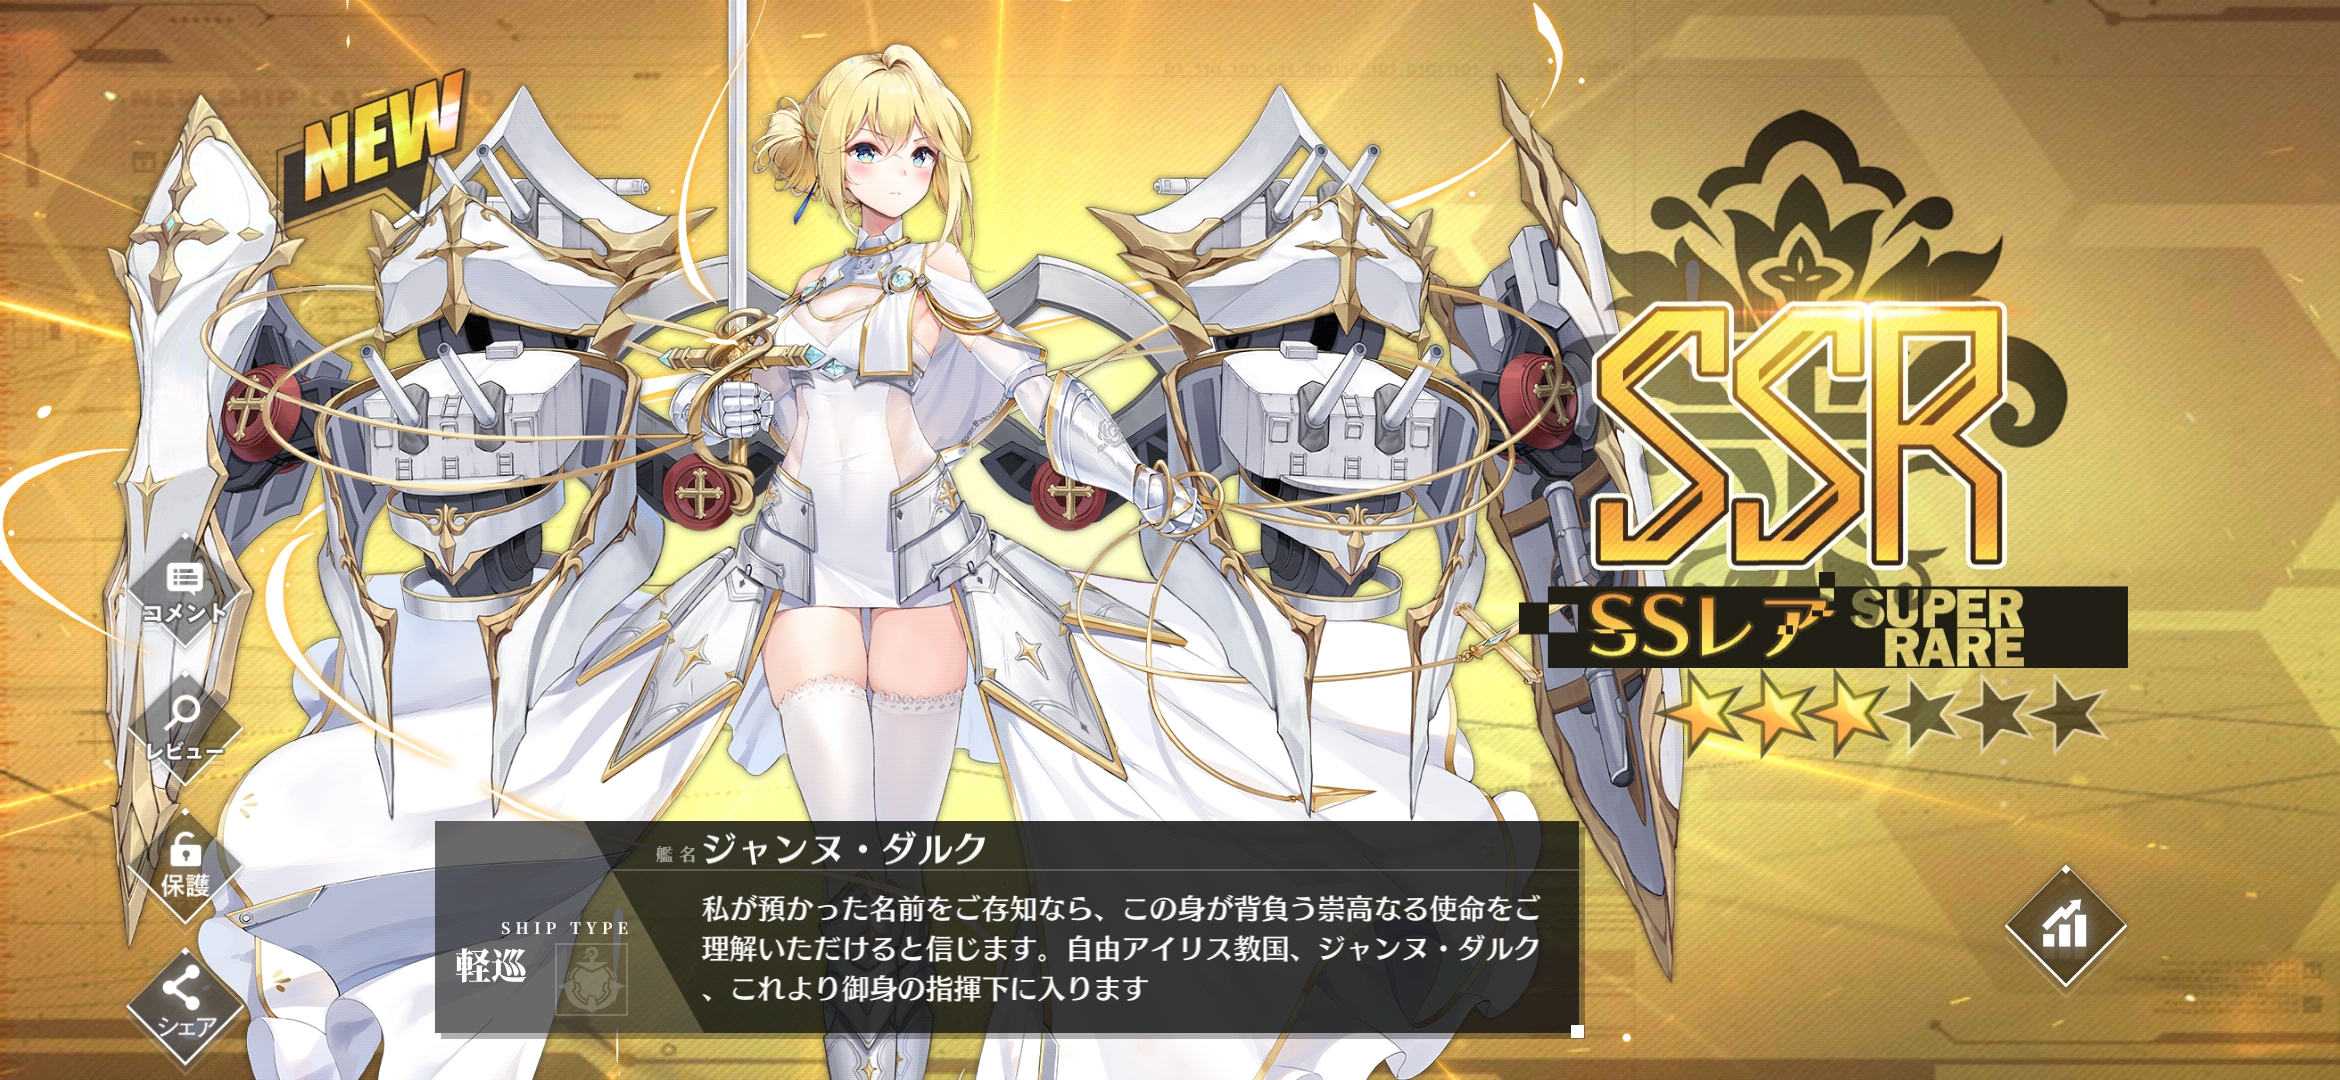 NEW
コメント
レビュー
保護
シェア
SSR
SSレア SUPER RARE
艦名 ジャンヌ・ダルク
SHIP TYPE
軽巡
私が預かった名前をご存知なら、この身が背負う崇高なる使命をご
理解いただけると信じます。自由アイリス教国、ジャンヌ・ダルク
、これより御身の指揮下に入ります